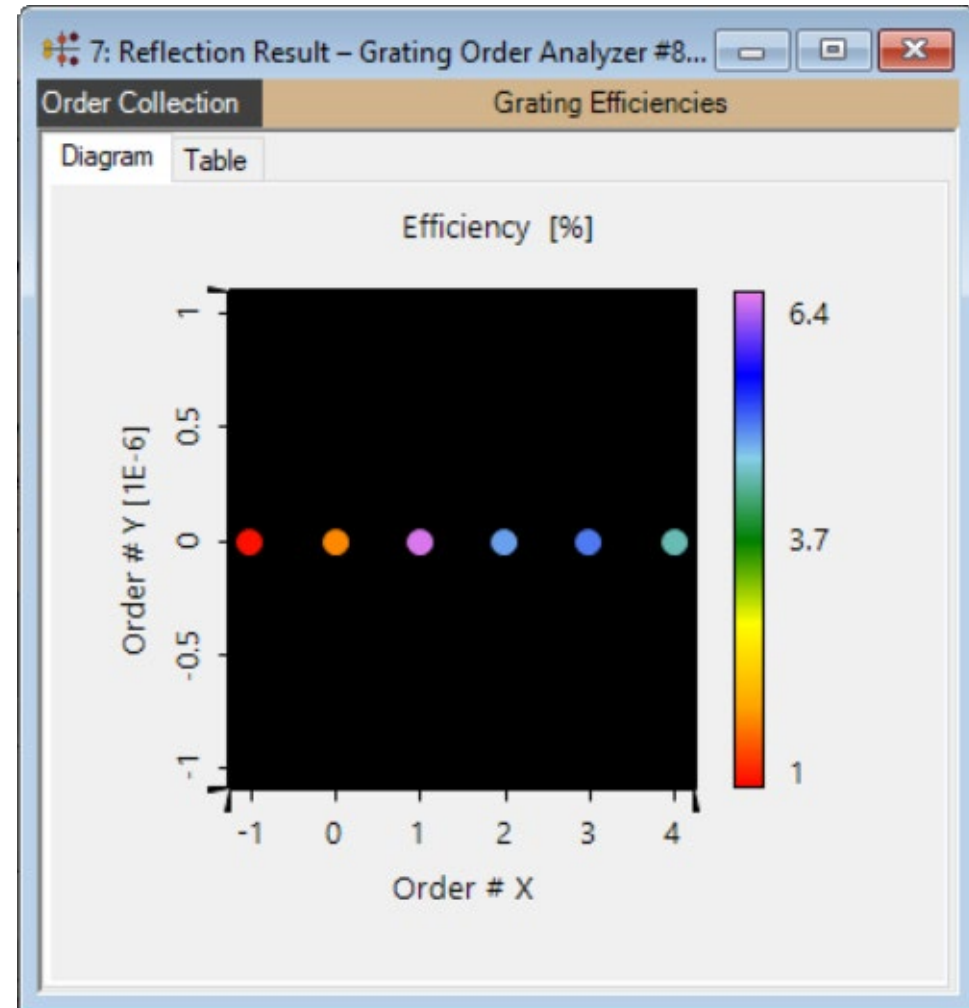 7: Reflection Result – Grating Order Analyzer #8...
Order Collection Grating Efficiencies
Diagram Table
Efficiency [%]
1
0.5
0
-0.5
-1
Order # Y [1E-6]
6.4
3.7
1
-1 0 1 2 3 4
Order # X